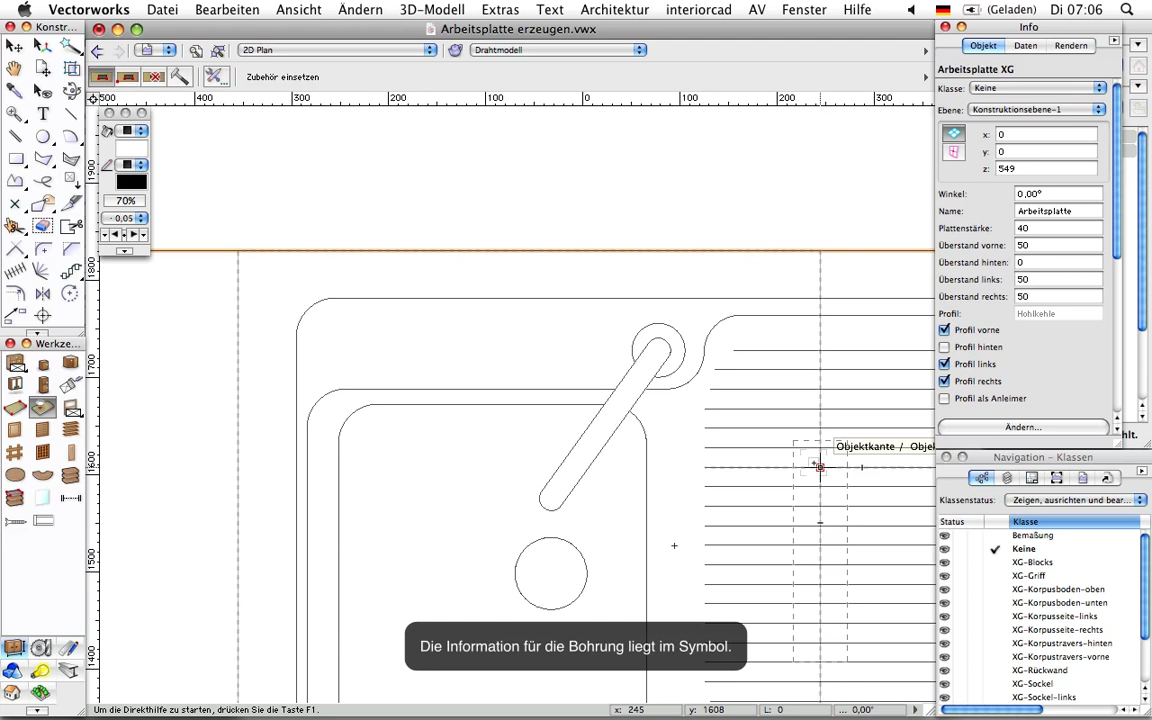 Vectorworks Datei Bearbeiten Ansicht Ändern 3D-Modell Extras Text Architektur interiorcad AV Fenster Hilfe (Geladen) Di 07:06
Konstr...
Arbeitsplatte erzeugen.vwx
2D Plan
Drahtmodell
Zubehör einsetzen
500 400 300 200 100 0 100 200 300
1900
1800
1700
1600
1500
1400
70%
0,05
Werkze...
Objektkante / Objek
Die Information für die Bohrung liegt im Symbol.
Um die Direkthilfe zu starten, drücken Sie die Taste F1.
x: 245 y: 1608 L: 0 ... 0,00°
Info
Objekt Daten Rendern
Arbeitsplatte XG
Klasse: Keine
Ebene: Konstruktionsebene-1
x: 0
y: 0
z: 549
Winkel: 0,00°
Name: Arbeitsplatte
Plattenstärke: 40
Überstand vorne: 50
Überstand hinten: 0
Überstand links: 50
Überstand rechts: 50
Profil: Hohlkehle
Profil vorne
Profil hinten
Profil links
Profil rechts
Profil als Anleimer
Ändern...
hlt.
Navigation - Klassen
Klassenstatus: Zeigen, ausrichten und bear...
Status Klasse
Bemaßung
Keine
XG-Blocks
XG-Griff
XG-Korpusboden-oben
XG-Korpusboden-unten
XG-Korpusseite-links
XG-Korpusseite-rechts
XG-Korpustravers-hinten
XG-Korpustravers-vorne
XG-Rückwand
XG-Sockel
XG-Sockel-links